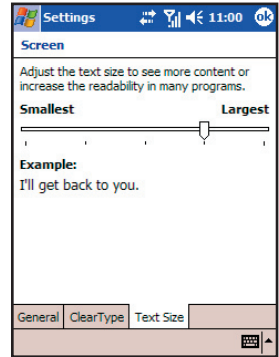 Settings 11:00 ok
Screen
Adjust the text size to see more content or
increase the readability in many programs.
Smallest Largest
Example:
I'll get back to you.
General ClearType Text Size